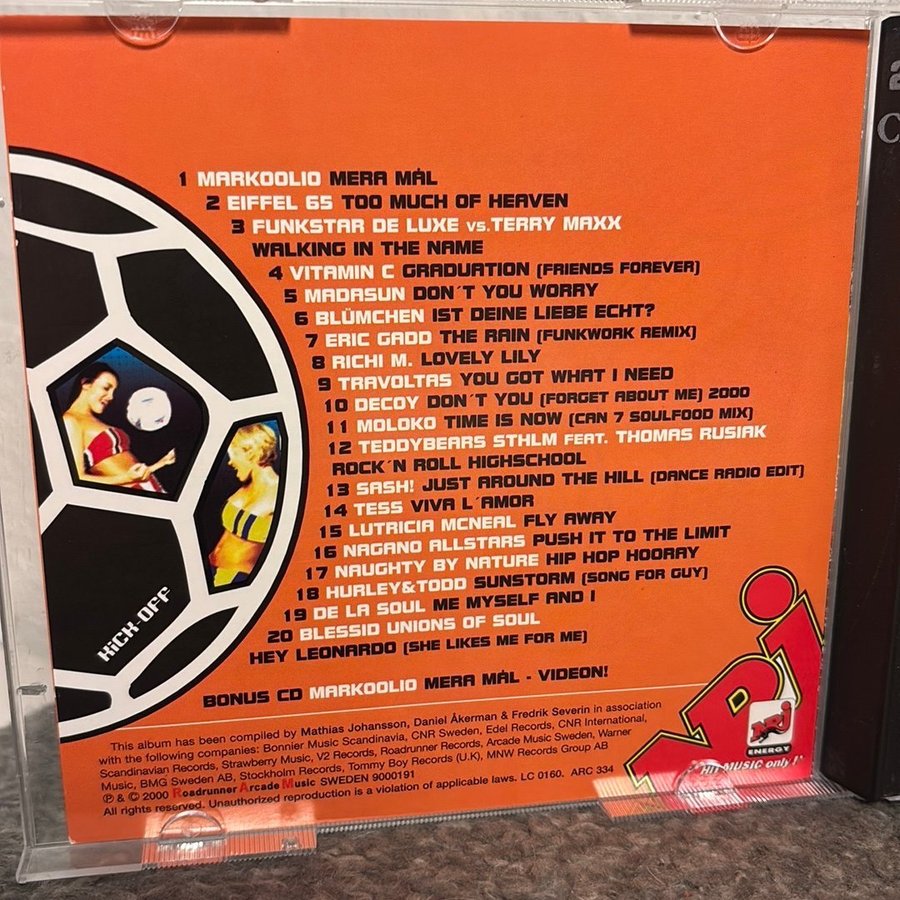 1 MARKOOLIO MERA MÅL
2 EIFFEL 65 TOO MUCH OF HEAVEN
3 FUNKSTAR DE LUXE VS. TERRY MAXX
WALKING IN THE NAME
4 VITAMIN C GRADUATION (FRIENDS FOREVER)
5 MADASUN DON´T YOU WORRY
6 BLÜMCHEN IST DEINE LIEBE ECHT?
7 ERIC GADD THE RAIN (FUNKWORK REMIX)
8 RICHI M. LOVELY LILY
9 TRAVOLTAS YOU GOT WHAT I NEED
10 DECOY DON´T YOU (FORGET ABOUT ME) 2000
11 MOLOKO TIME IS NOW (CAN 7 SOULFOOD MIX)
12 TEDDYBEARS STHLM FEAT. THOMAS RUSIAK
ROCK´N ROLL HIGHSCHOOL
13 SASH! JUST AROUND THE HILL (DANCE RADIO EDIT)
14 TESS VIVA L´AMOR
15 LUTRICIA MCNEAL FLY AWAY
16 NAGANO ALLSTARS PUSH IT TO THE LIMIT
17 NAUGHTY BY NATURE HIP HOP HOORAY
18 HURLEY&TODD SUNSTORM (SONG FOR GUY)
19 DE LA SOUL ME MYSELF AND I
20 BLESSID UNIONS OF SOUL
HEY LEONARDO (SHE LIKES ME FOR ME)
BONUS CD MARKOOLIO MERA MÅL - VIDEON!
KICK-OFF
This album has been compiled by Mathias Johansson, Daniel Åkerman & Fredrik Severin in association
with the following companies: Bonnier Music Scandinavia, CNR Sweden, Edel Records, CNR International,
Scandinavian Records, Strawberry Music, V2 Records, Roadrunner Records, Arcade Music Sweden, Warner
Music, BMG Sweden AB, Stockholm Records, Tommy Boy Records (U.K), MNW Records Group AB
℗ & © 2000 Roadrunner Arcade Music SWEDEN 9000191
All rights reserved. Unauthorized reproduction is a violation of applicable laws. LC 0160. ARC 334
NRJ
NRJ
ENERGY
HIT MUSIC only !